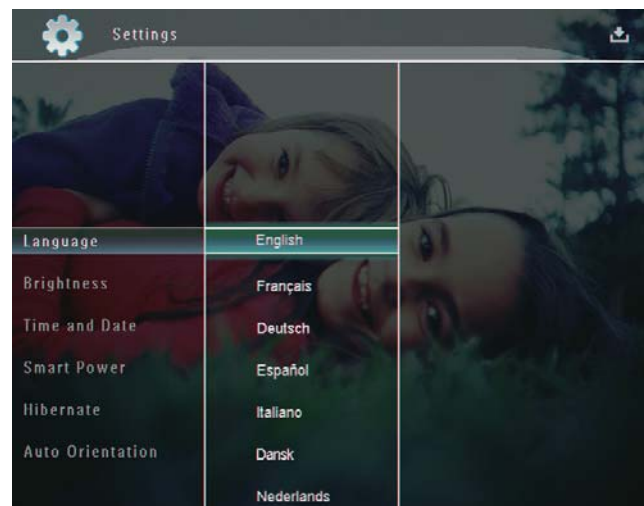 Settings
Language
Brightness
Time and Date
Smart Power
Hibernate
Auto Orientation
English
Français
Deutsch
Español
Italiano
Dansk
Nederlands